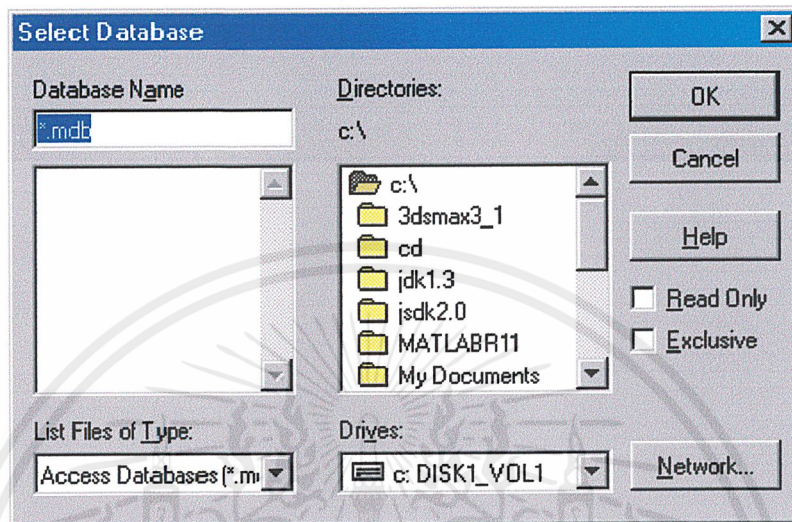 Select Database
Database Name
*.mdb
Directories:
c:\
c:\
3dsmax3_1
cd
jdk1.3
jsdk2.0
MATLABR11
My Documents
OK
Cancel
Help
Read Only
Exclusive
List Files of Type:
Access Databases (*.m
Drives:
c: DISK1_VOL1
Network...